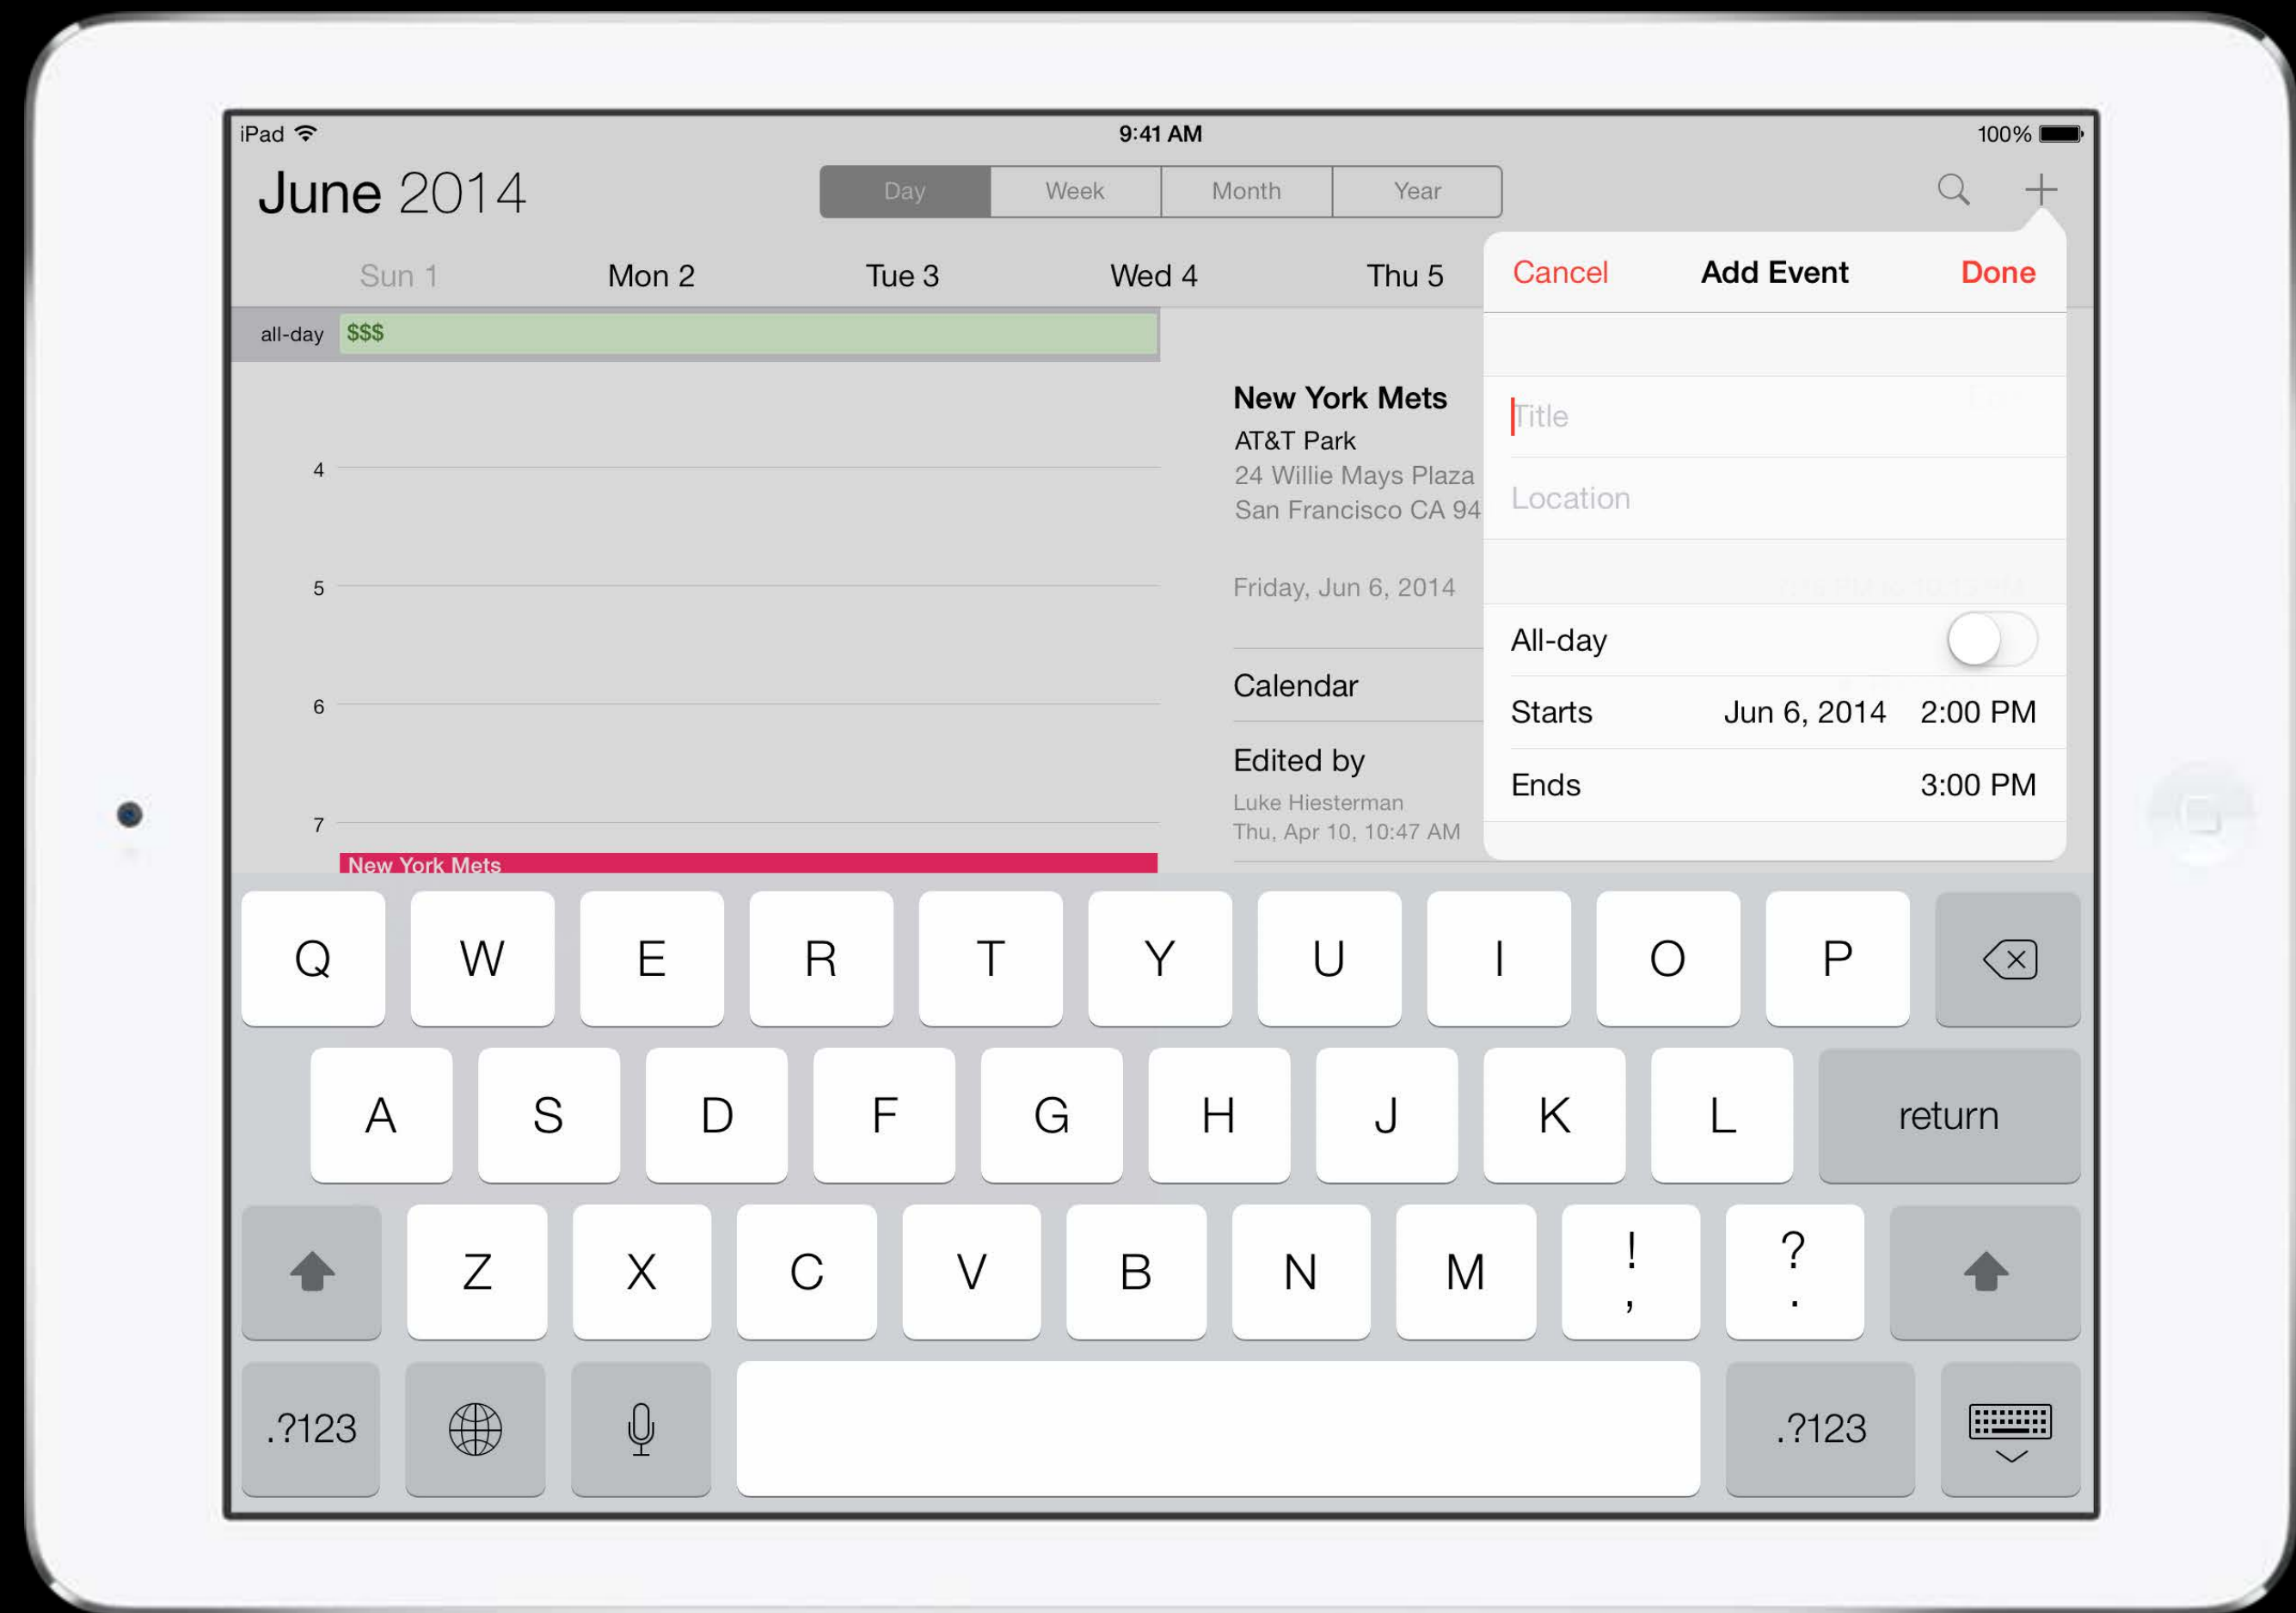 iPad 9:41 AM 100%
June 2014
Day Week Month Year
Sun 1 Mon 2 Tue 3 Wed 4 Thu 5
all-day $$$
4
5
6
7
New York Mets
New York Mets
AT&T Park
24 Willie Mays Plaza
San Francisco CA 94
Friday, Jun 6, 2014
Calendar
Edited by
Luke Hiesterman
Thu, Apr 10, 10:47 AM
Cancel Add Event Done
Title
Location
All-day
Starts Jun 6, 2014 2:00 PM
Ends 3:00 PM
Q W E R T Y U I O P
A S D F G H J K L return
Z X C V B N M ! , ? .
.?123 .?123